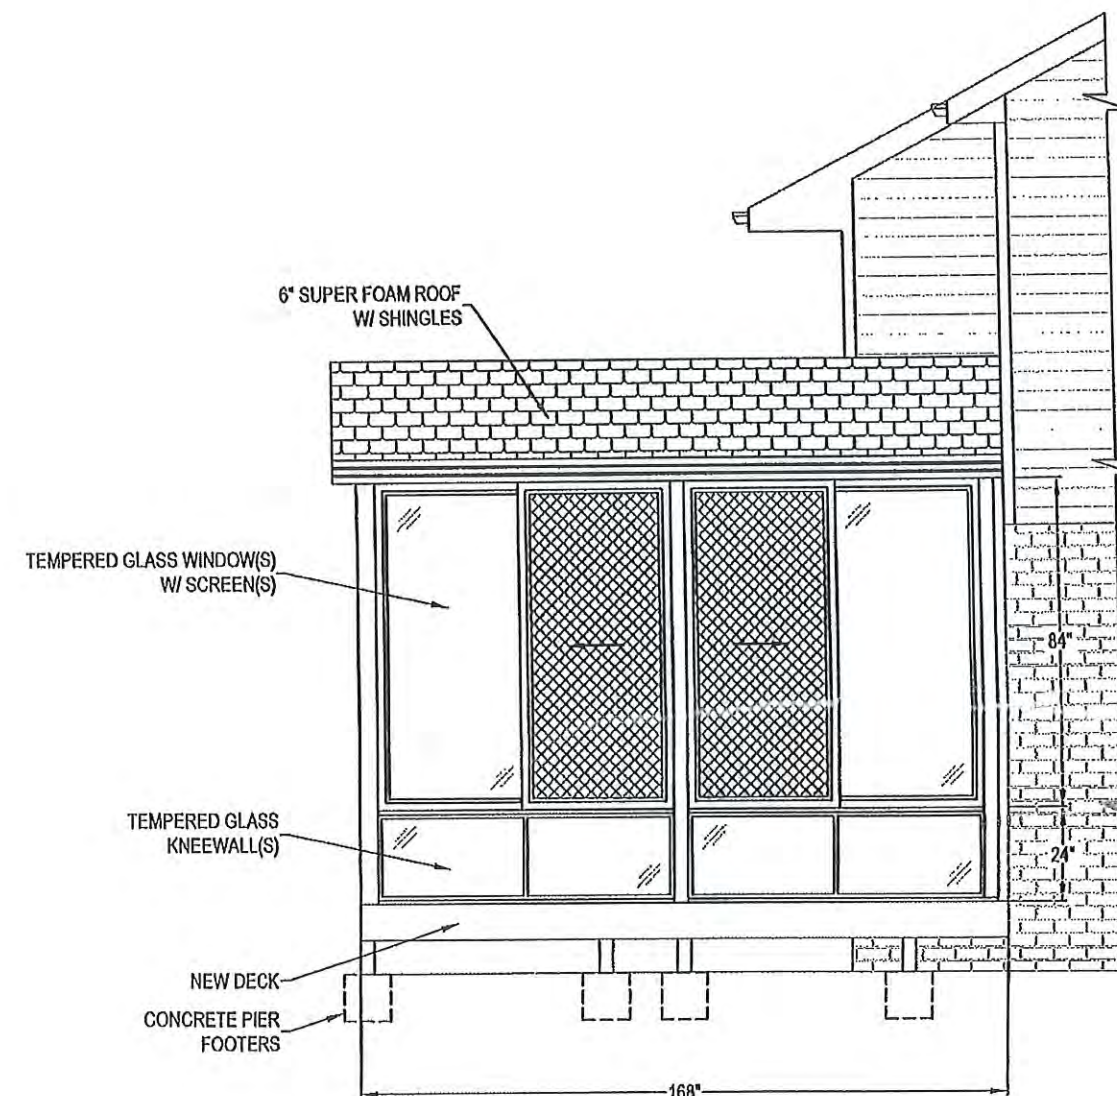 6" SUPER FOAM ROOF
W/ SHINGLES
TEMPERED GLASS WINDOW(S)
W/ SCREEN(S)
84"
TEMPERED GLASS
KNEEWALL(S)
24"
NEW DECK
CONCRETE PIER
FOOTERS
168"